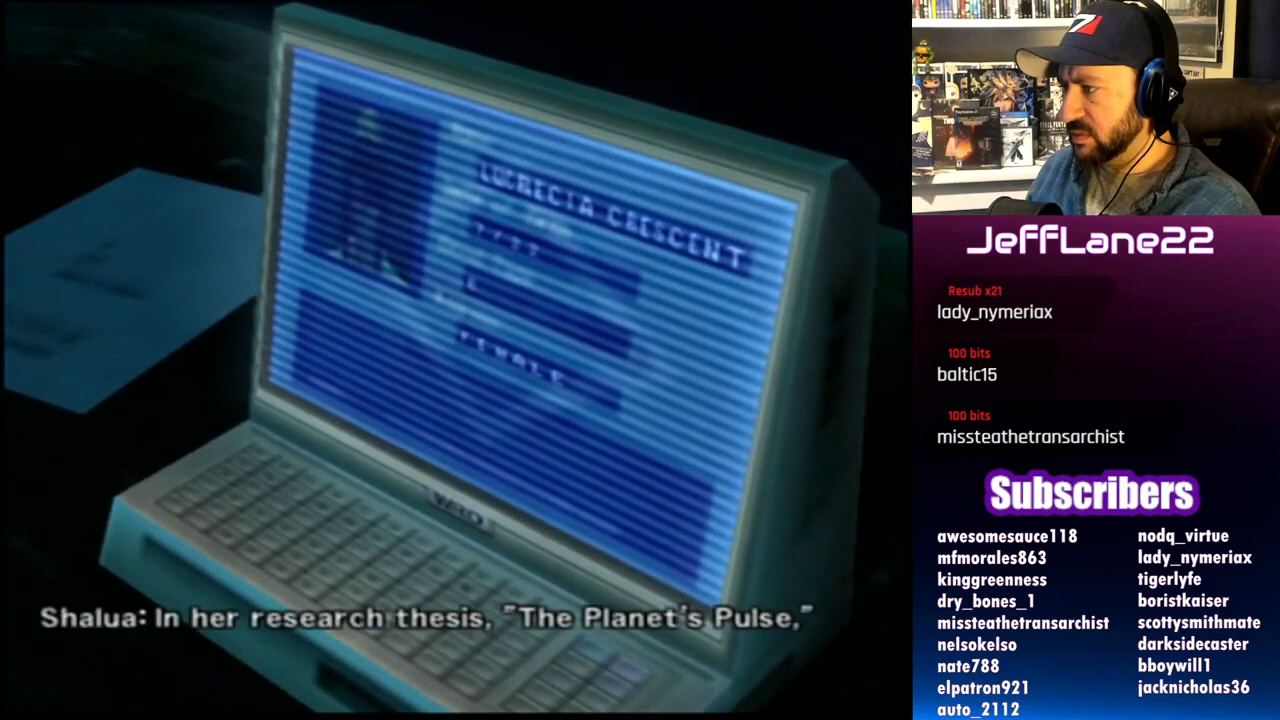 LUCRECIA CRESCENT
FEMALE
WRO
Shalua: In her research thesis, "The Planet's Pulse,"
JeffLane22
Resub x21
lady_nymeriax
100 bits
baltic15
100 bits
missteathetransarchist
Subscribers
awesomesauce118
mfmorales863
kinggreenness
dry_bones_1
missteathetransarchist
nelsokelso
nate788
elpatron921
auto_2112
nodq_virtue
lady_nymeriax
tigerlyfe
boristkaiser
scottysmithmate
darksidecaster
bboywill1
jacknicholas36